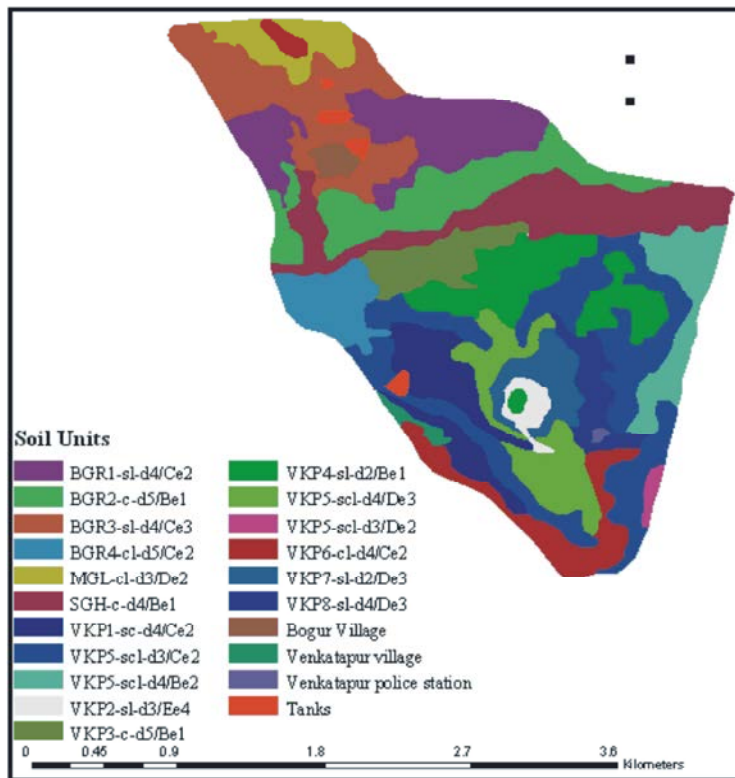 Soil Units
BGR1-sl-d4/Ce2
BGR2-c-d5/Be1
BGR3-sl-d4/Ce3
BGR4-cl-d5/Ce2
MGL-cl-d3/De2
SGH-c-d4/Be1
VKP1-sc-d4/Ce2
VKP5-scl-d3/Ce2
VKP5-scl-d4/Be2
VKP2-sl-d3/Ee4
VKP3-c-d5/Be1
VKP4-sl-d2/Be1
VKP5-scl-d4/De3
VKP5-scl-d3/De2
VKP6-cl-d4/Ce2
VKP7-sl-d2/De3
VKP8-sl-d4/De3
Bogur Village
Venkatapur village
Venkatapur police station
Tanks
0 0.45 0.9 1.8 2.7 3.6
Kilometers